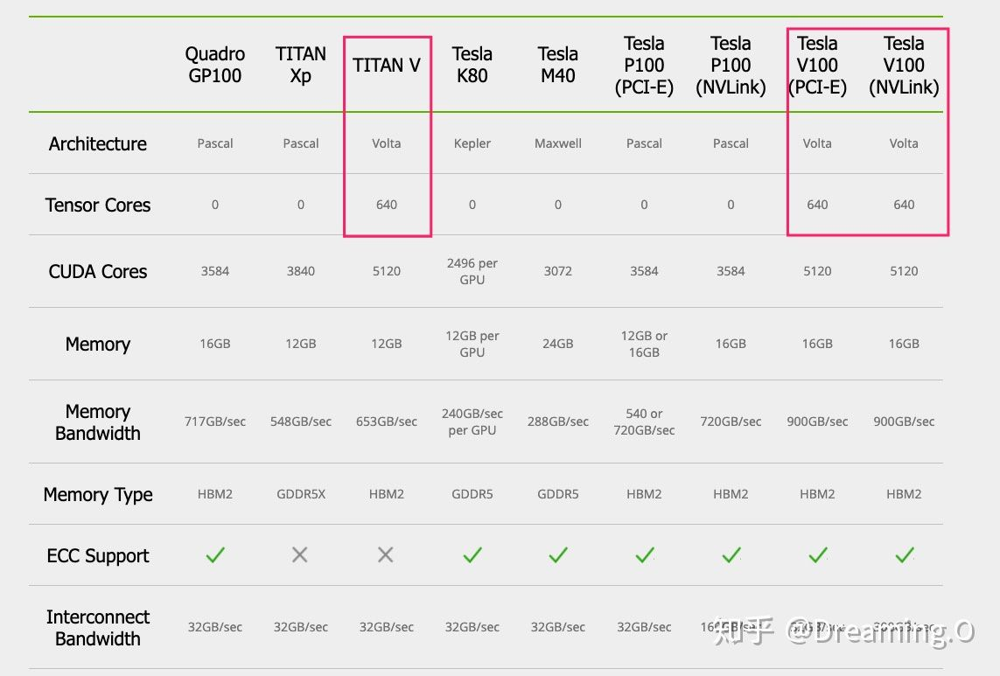 Quadro GP100 TITAN Xp TITAN V Tesla K80 Tesla M40 Tesla P100 (PCI-E) Tesla P100 (NVLink) Tesla V100 (PCI-E) Tesla V100 (NVLink)
Architecture Pascal Pascal Volta Kepler Maxwell Pascal Pascal Volta Volta
Tensor Cores 0 0 640 0 0 0 0 640 640
CUDA Cores 3584 3840 5120 2496 per GPU 3072 3584 3584 5120 5120
Memory 16GB 12GB 12GB 12GB per GPU 24GB 12GB or 16GB 16GB 16GB 16GB
Memory Bandwidth 717GB/sec 548GB/sec 653GB/sec 240GB/sec per GPU 288GB/sec 540 or 720GB/sec 720GB/sec 900GB/sec 900GB/sec
Memory Type HBM2 GDDR5X HBM2 GDDR5 GDDR5 HBM2 HBM2 HBM2 HBM2
ECC Support
Interconnect Bandwidth 32GB/sec 32GB/sec 32GB/sec 32GB/sec 32GB/sec 32GB/sec
知乎 @Dreaming.O